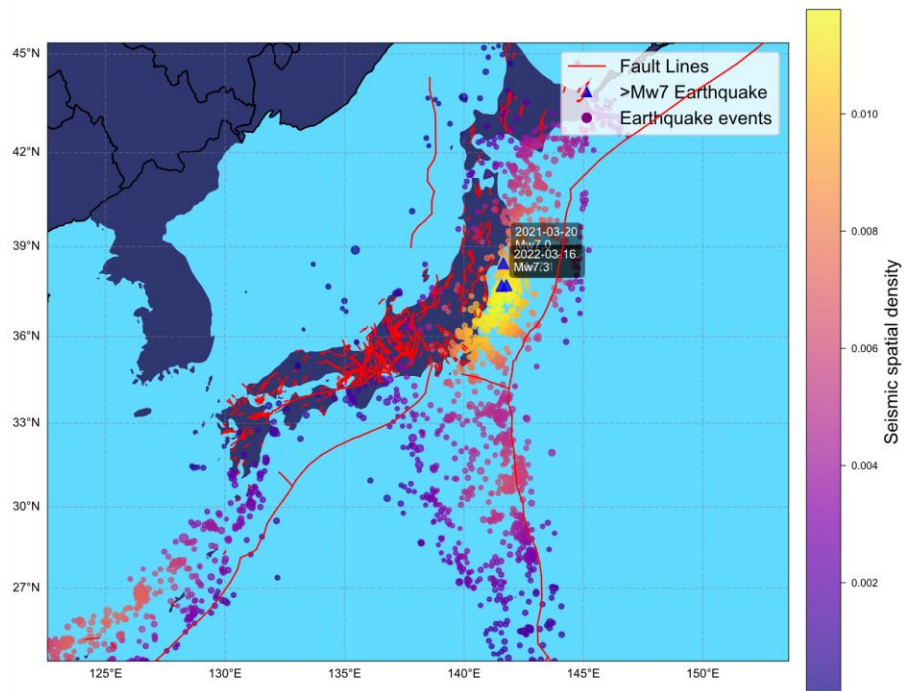 45°N
42°N
39°N
36°N
33°N
30°N
27°N
125°E
130°E
135°E
140°E
145°E
150°E
Fault Lines
>Mw7 Earthquake
Earthquake events
2021-03-20
Mw7.0
2022-03-16
Mw7.3
0.010
0.008
0.006
0.004
0.002
Seismic spatial density